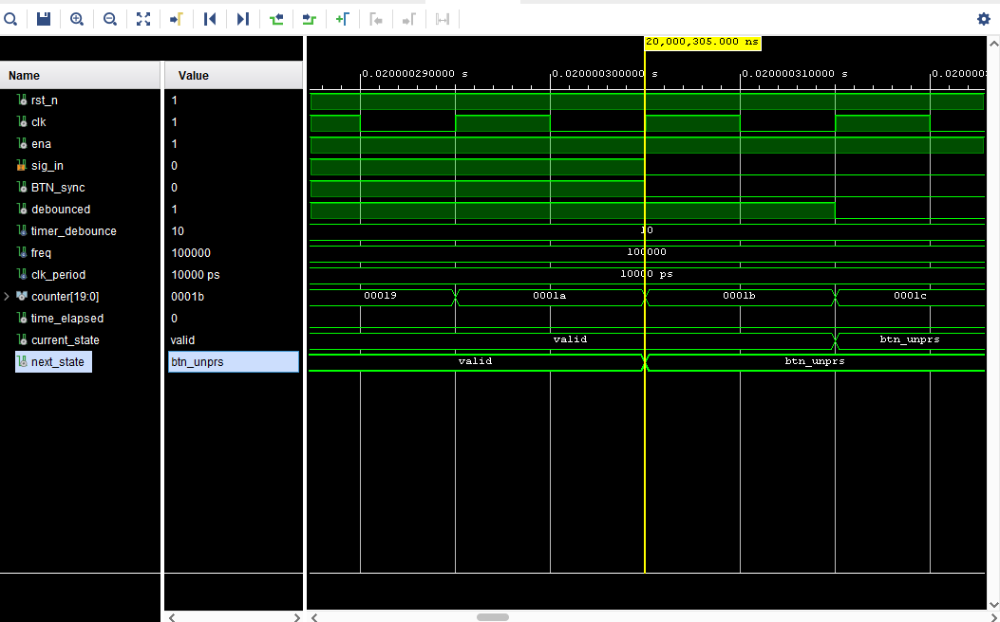 20,000,305.000 ns
0.020000290000 s
0.020000300000 s
0.020000310000 s
0.02000003
Name Value
rst_n 1
clk 1
ena 1
sig_in 0
BTN_sync 0
debounced 1
timer_debounce 10 10
freq 100000 100000
clk_period 10000 ps 10000 ps
counter[19:0] 0001b 00019 0001a 0001b 0001c
time_elapsed 0
current_state valid valid btn_unprs
next_state btn_unprs valid btn_unprs